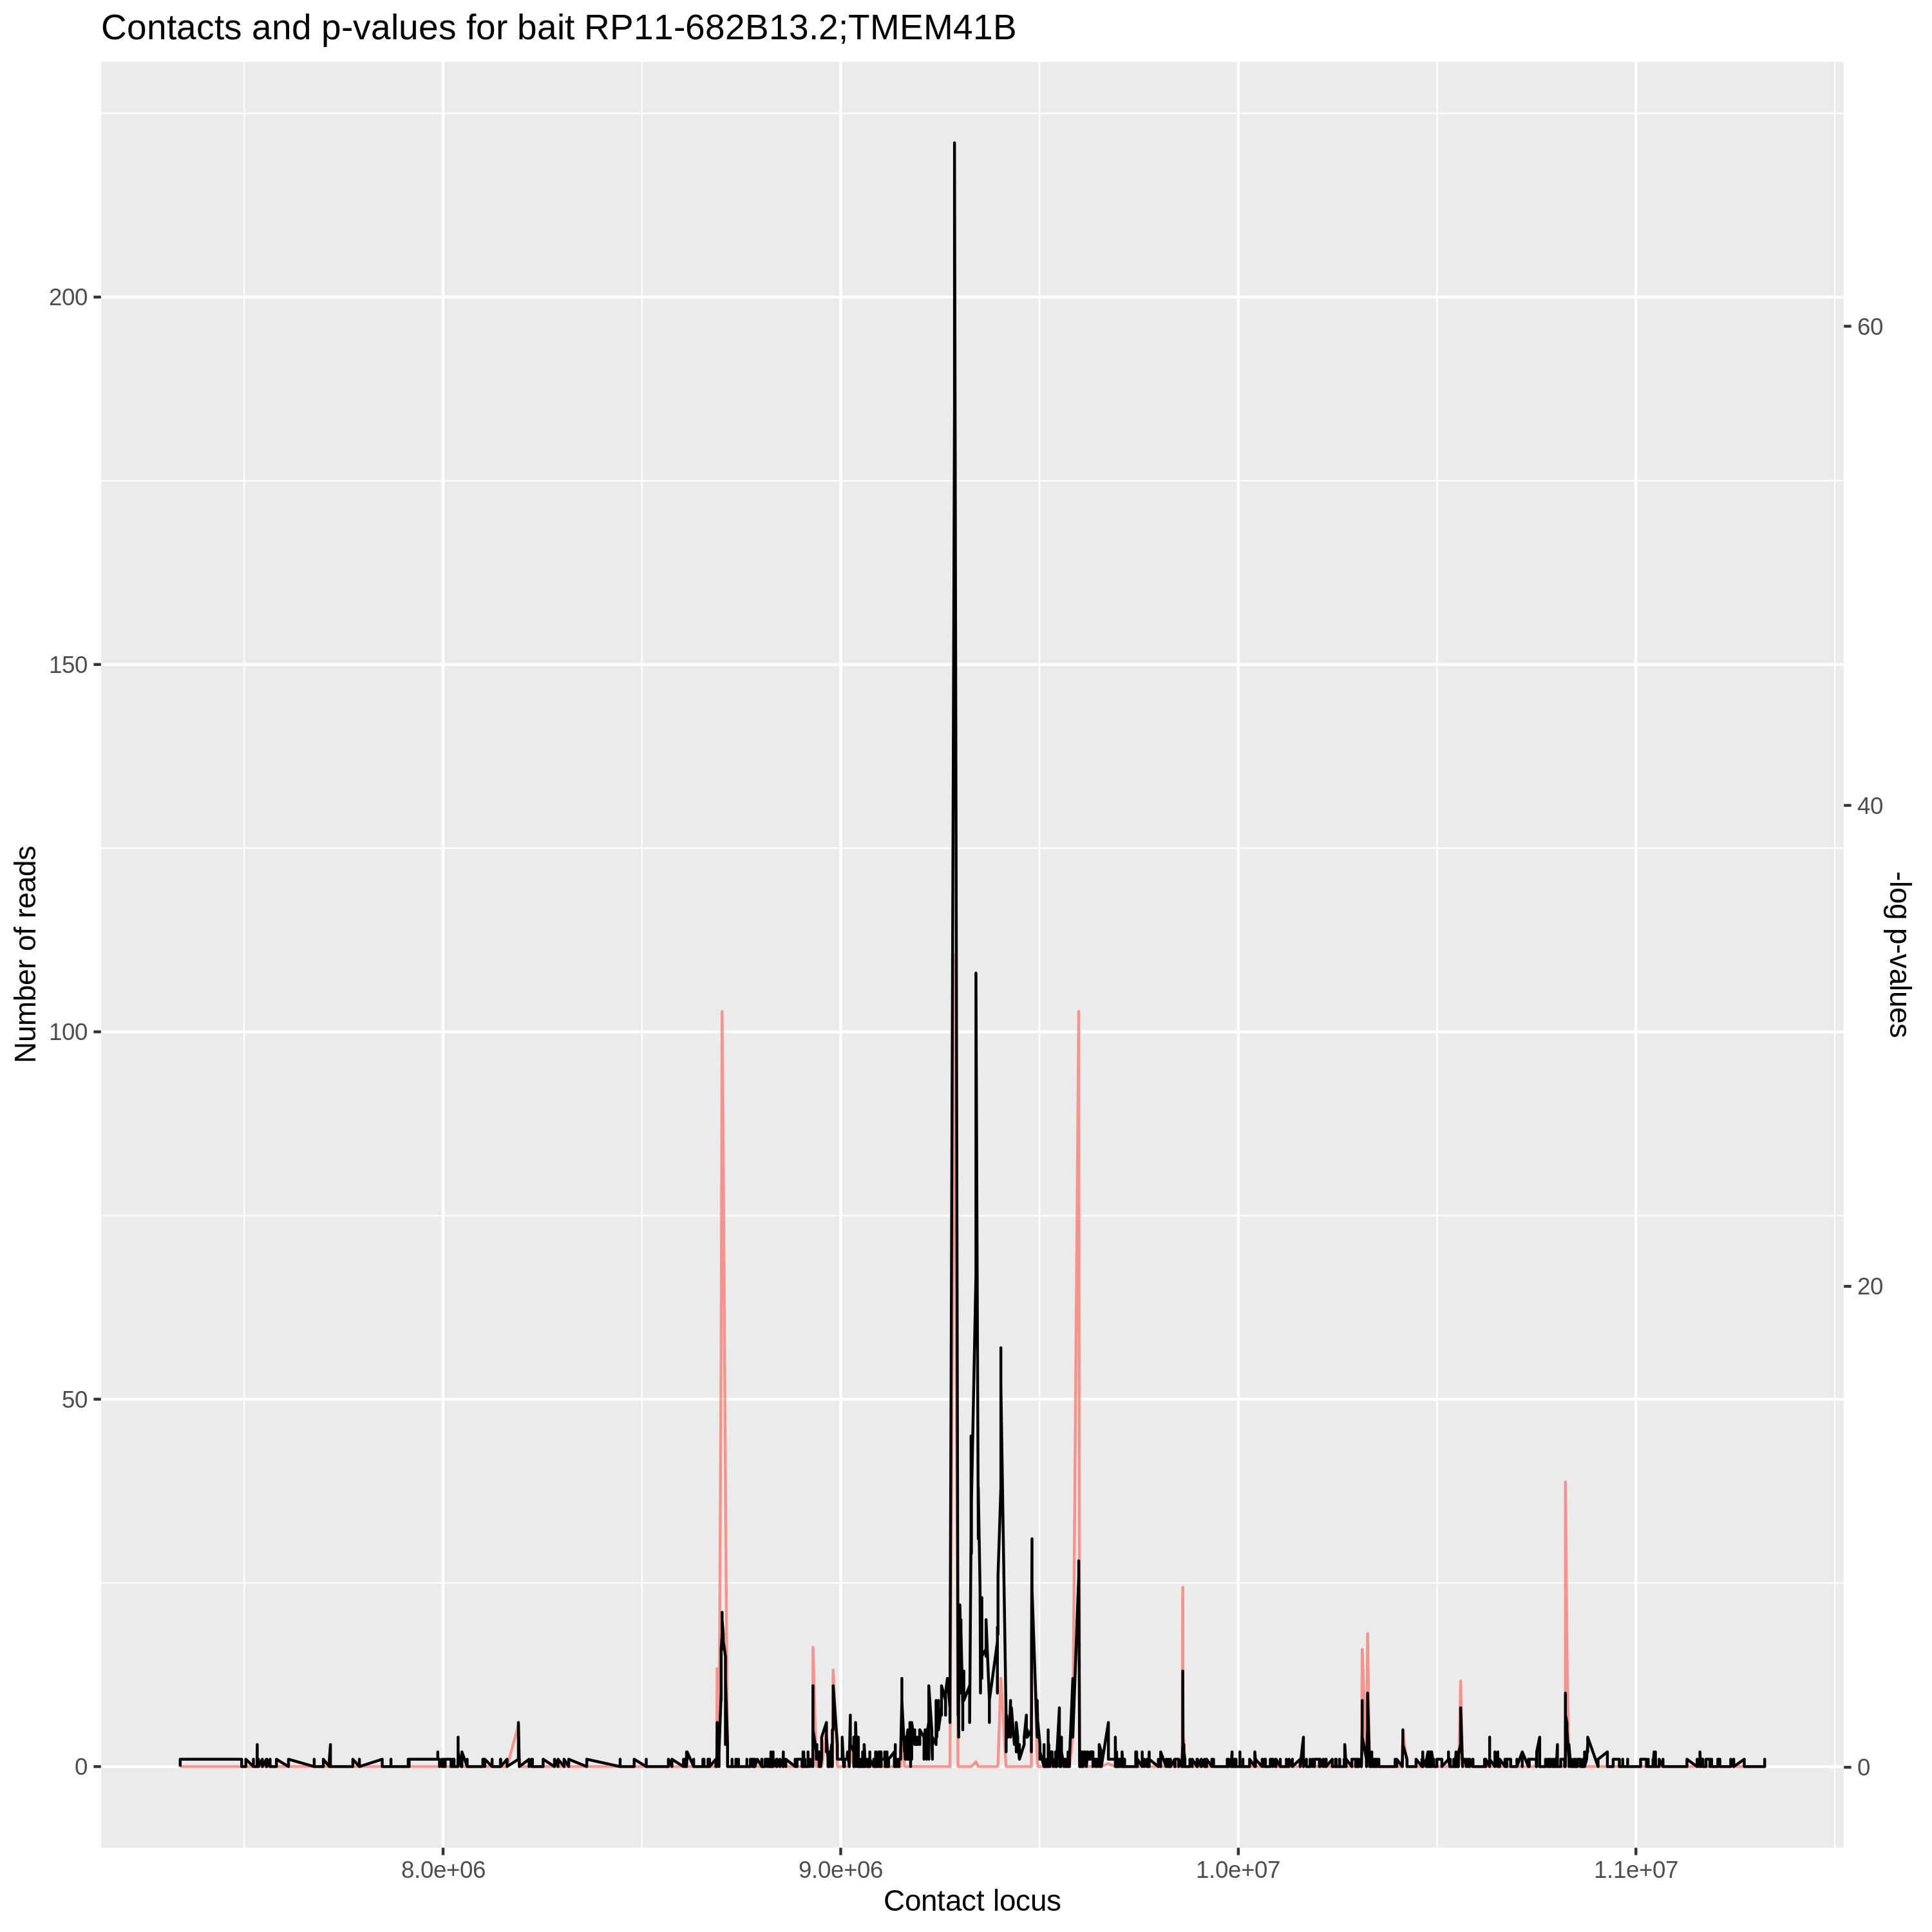 Contacts and p-values for bait RP11-682B13.2;TMEM41B
200
150
100
50
0
Number of reads
60
40
20
0
-log p-values
8.0e+06
9.0e+06
1.0e+07
1.1e+07
Contact locus